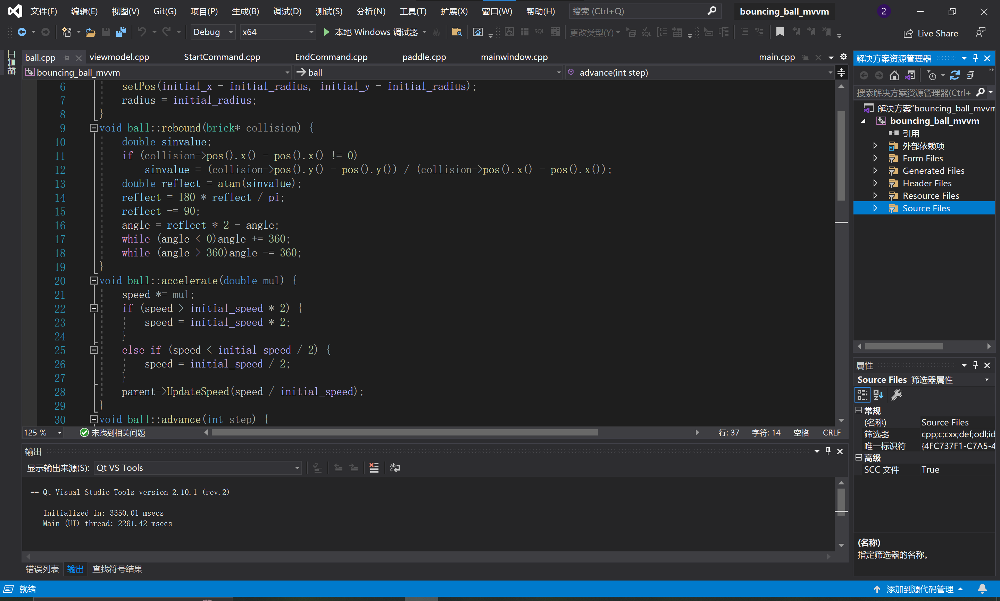 文件(F) 编辑(E) 视图(V) Git(G) 项目(P) 生成(B) 调试(D) 测试(S) 分析(N) 工具(T) 扩展(X) 窗口(W) 帮助(H) 搜索 (Ctrl+Q) bouncing_ball_mvvm 2
Debug x64 本地 Windows 调试器 SQL 更改类型(Y) SQL Live Share
工具箱
ball.cpp viewmodel.cpp StartCommand.cpp EndCommand.cpp paddle.cpp mainwindow.cpp main.cpp
bouncing_ball_mvvm ball advance(int step)
6 setPos(initial_x - initial_radius, initial_y - initial_radius);
7 radius = initial_radius;
8 }
9 void ball::rebound(brick* collision) {
10 double sinvalue;
11 if (collision->pos().x() - pos().x() != 0)
12 sinvalue = (collision->pos().y() - pos().y()) / (collision->pos().x() - pos().x());
13 double reflect = atan(sinvalue);
14 reflect = 180 * reflect / pi;
15 reflect -= 90;
16 angle = reflect * 2 - angle;
17 while (angle < 0)angle += 360;
18 while (angle > 360)angle -= 360;
19 }
20 void ball::accelerate(double mul) {
21 speed *= mul;
22 if (speed > initial_speed * 2) {
23 speed = initial_speed * 2;
24 }
25 else if (speed < initial_speed / 2) {
26 speed = initial_speed / 2;
27 }
28 parent->UpdateSpeed(speed / initial_speed);
29 }
30 void ball::advance(int step) {
125 % 未找到相关问题 行: 37 字符: 14 空格 CRLF
输出
显示输出来源(S): Qt VS Tools
== Qt Visual Studio Tools version 2.10.1 (rev.2)
Initialized in: 3350.01 msecs
Main (UI) thread: 2261.42 msecs
错误列表 输出 查找符号结果
解决方案资源管理器
搜索解决方案资源管理器(Ctrl+
解决方案"bouncing_ball_mvvm
bouncing_ball_mvvm
引用
外部依赖项
Form Files
Generated Files
Header Files
Resource Files
Source Files
属性
Source Files 筛选器属性
常规
(名称) Source Files
筛选器 cpp;c;cxx;def;odl;id
唯一标识符 {4FC737F1-C7A5-4
高级
SCC 文件 True
(名称)
指定筛选器的名称。
就绪 添加到源代码管理